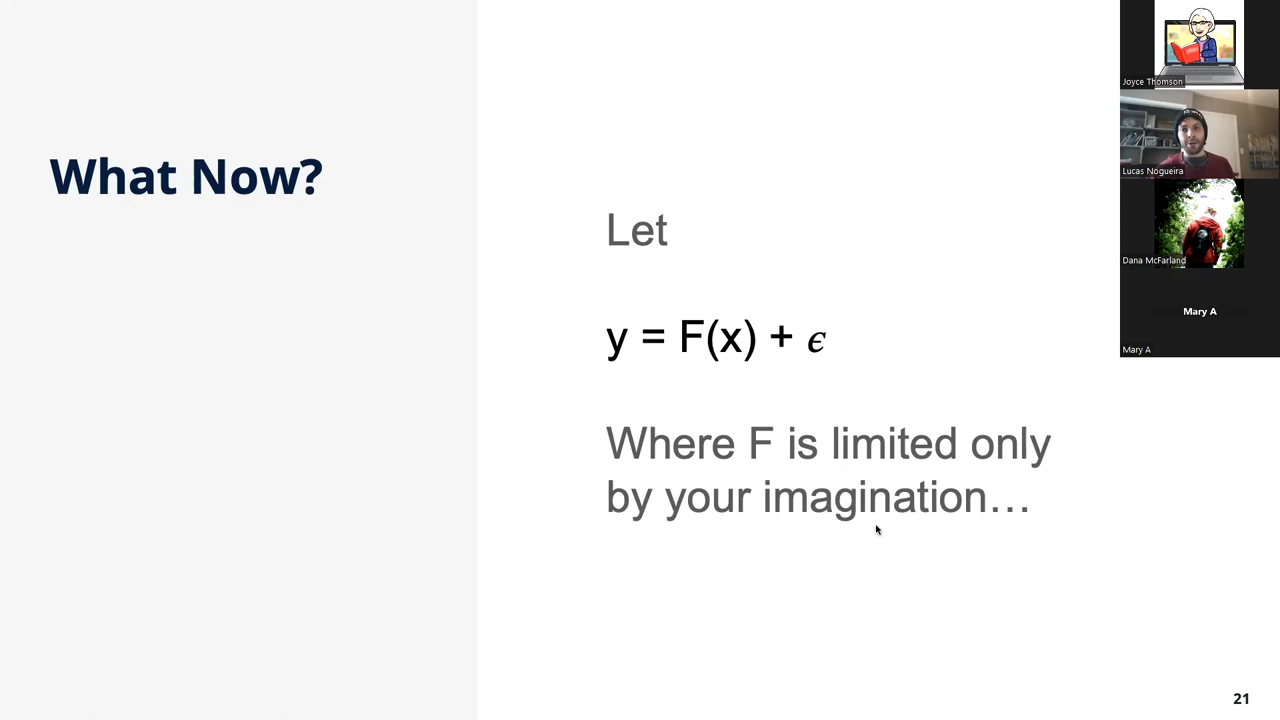 What Now?
Let
y = F(x) + ϵ
Where F is limited only
by your imagination…
21
Joyce Thomson
Lucas Nogueira
Dana McFarland
Mary A
Mary A